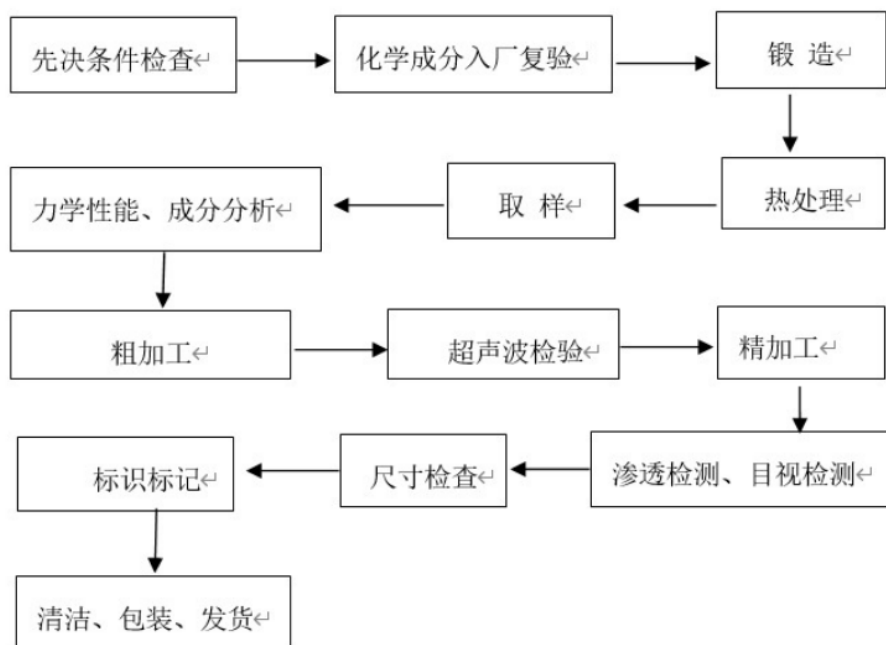 先决条件检查
化学成分入厂复验
锻 造
热处理
取 样
力学性能、成分分析
粗加工
超声波检验
精加工
渗透检测、目视检测
尺寸检查
标识标记
清洁、包装、发货